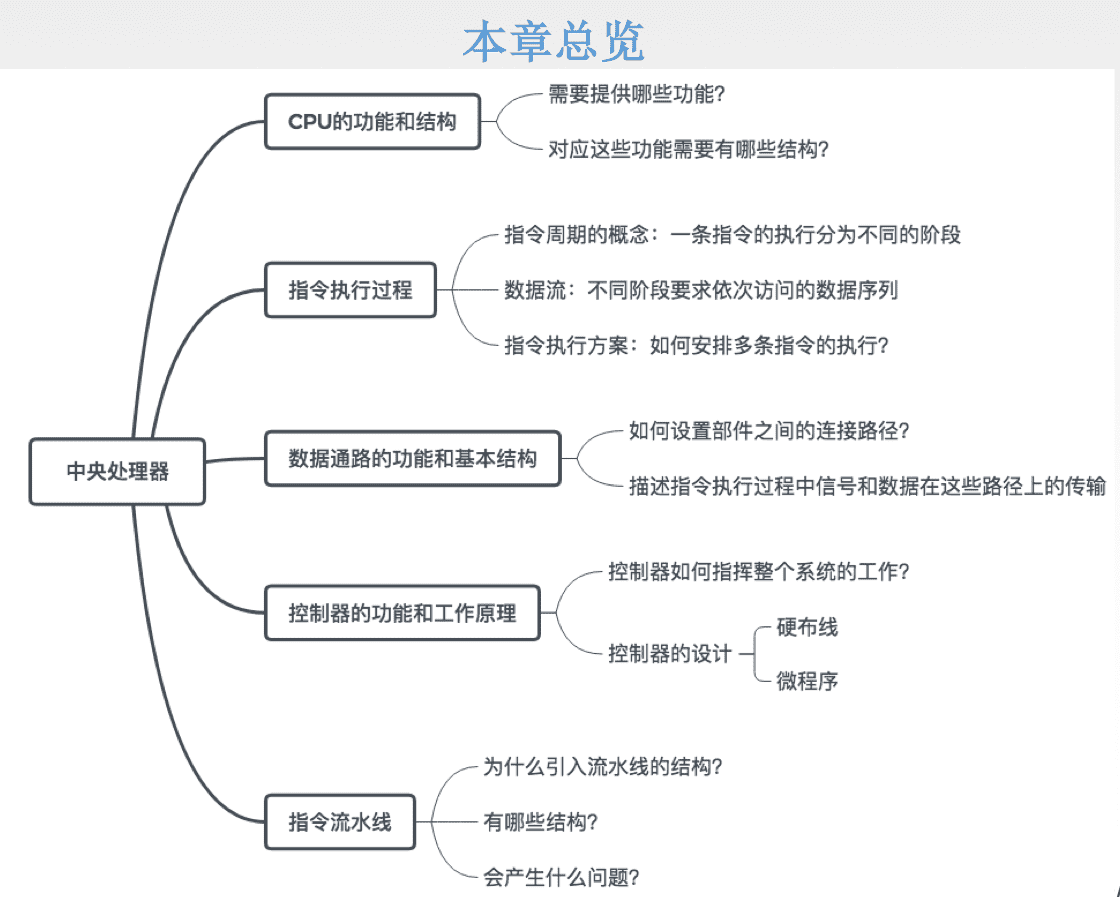 本章总览
CPU的功能和结构
需要提供哪些功能？
对应这些功能需要有哪些结构？
指令执行过程
指令周期的概念：一条指令的执行分为不同的阶段
数据流：不同阶段要求依次访问的数据序列
指令执行方案：如何安排多条指令的执行？
中央处理器
数据通路的功能和基本结构
如何设置部件之间的连接路径？
描述指令执行过程中信号和数据在这些路径上的传输
控制器的功能和工作原理
控制器如何指挥整个系统的工作？
控制器的设计
硬布线
微程序
指令流水线
为什么引入流水线的结构？
有哪些结构？
会产生什么问题？